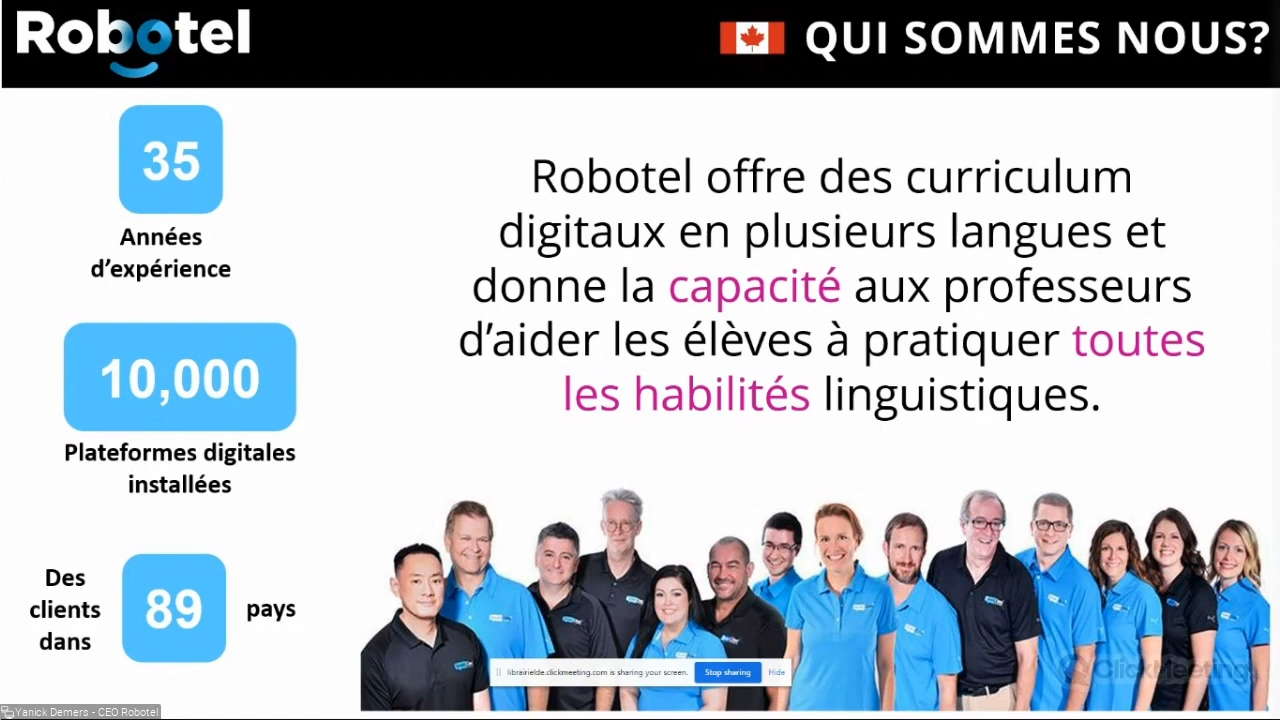 Robotel
QUI SOMMES NOUS?
35
Années
d’expérience
10,000
Plateformes digitales
installées
Des
clients
dans
89
pays
Robotel offre des curriculum
digitaux en plusieurs langues et
donne la capacité aux professeurs
d’aider les élèves à pratiquer toutes
les habilités linguistiques.
librairielde.clickmeeting.com is sharing your screen.
Stop sharing
Hide
ClickMeeting
Yanick Demers - CEO Robotel